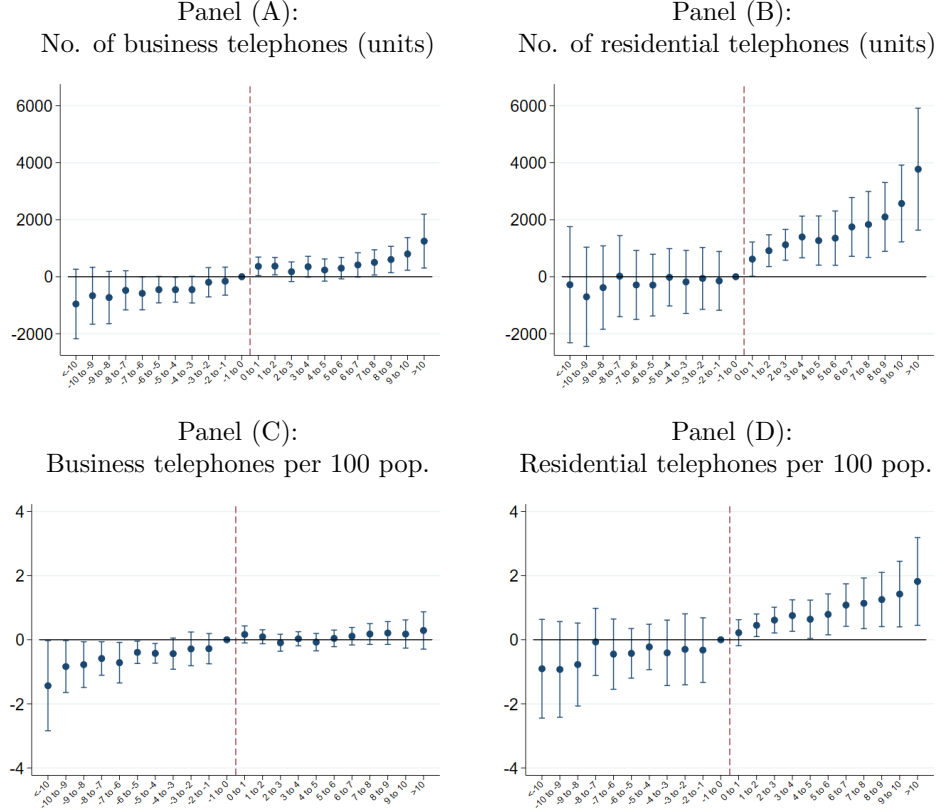 Panel (A):
No. of business telephones (units)
6000
4000
2000
0
-2000
<-10
-10 to -9
-9 to -8
-8 to -7
-7 to -6
-6 to -5
-5 to -4
-4 to -3
-3 to -2
-2 to -1
-1 to 0
0 to 1
1 to 2
2 to 3
3 to 4
4 to 5
5 to 6
6 to 7
7 to 8
8 to 9
9 to 10
>10
Panel (B):
No. of residential telephones (units)
6000
4000
2000
0
-2000
<-10
-10 to -9
-9 to -8
-8 to -7
-7 to -6
-6 to -5
-5 to -4
-4 to -3
-3 to -2
-2 to -1
-1 to 0
0 to 1
1 to 2
2 to 3
3 to 4
4 to 5
5 to 6
6 to 7
7 to 8
8 to 9
9 to 10
>10
Panel (C):
Business telephones per 100 pop.
4
2
0
-2
-4
<-10
-10 to -9
-9 to -8
-8 to -7
-7 to -6
-6 to -5
-5 to -4
-4 to -3
-3 to -2
-2 to -1
-1 to 0
0 to 1
1 to 2
2 to 3
3 to 4
4 to 5
5 to 6
6 to 7
7 to 8
8 to 9
9 to 10
>10
Panel (D):
Residential telephones per 100 pop.
4
2
0
-2
-4
<-10
-10 to -9
-9 to -8
-8 to -7
-7 to -6
-6 to -5
-5 to -4
-4 to -3
-3 to -2
-2 to -1
-1 to 0
0 to 1
1 to 2
2 to 3
3 to 4
4 to 5
5 to 6
6 to 7
7 to 8
8 to 9
9 to 10
>10